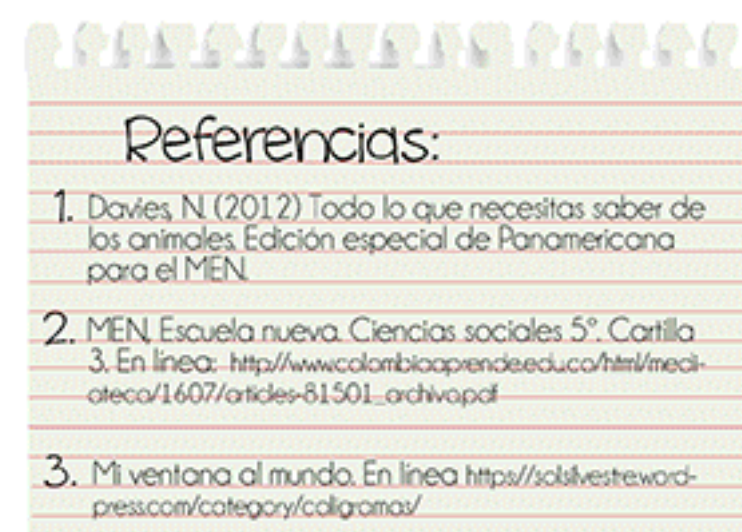 Referencias:
1. Davies, N. (2012) Todo lo que necesitas saber de
los animales. Edición especial de Panamericana
para el MEN.
2. MEN, Escuela nueva. Ciencias sociales 5°. Cartilla
3. En línea: http://www.colombiaaprende.edu.co/html/medi-
ateca/1607/articles-81501_archivo.pdf
3. Mi ventana al mundo. En línea https://solsilvestre.word-
press.com/category/caligramas/